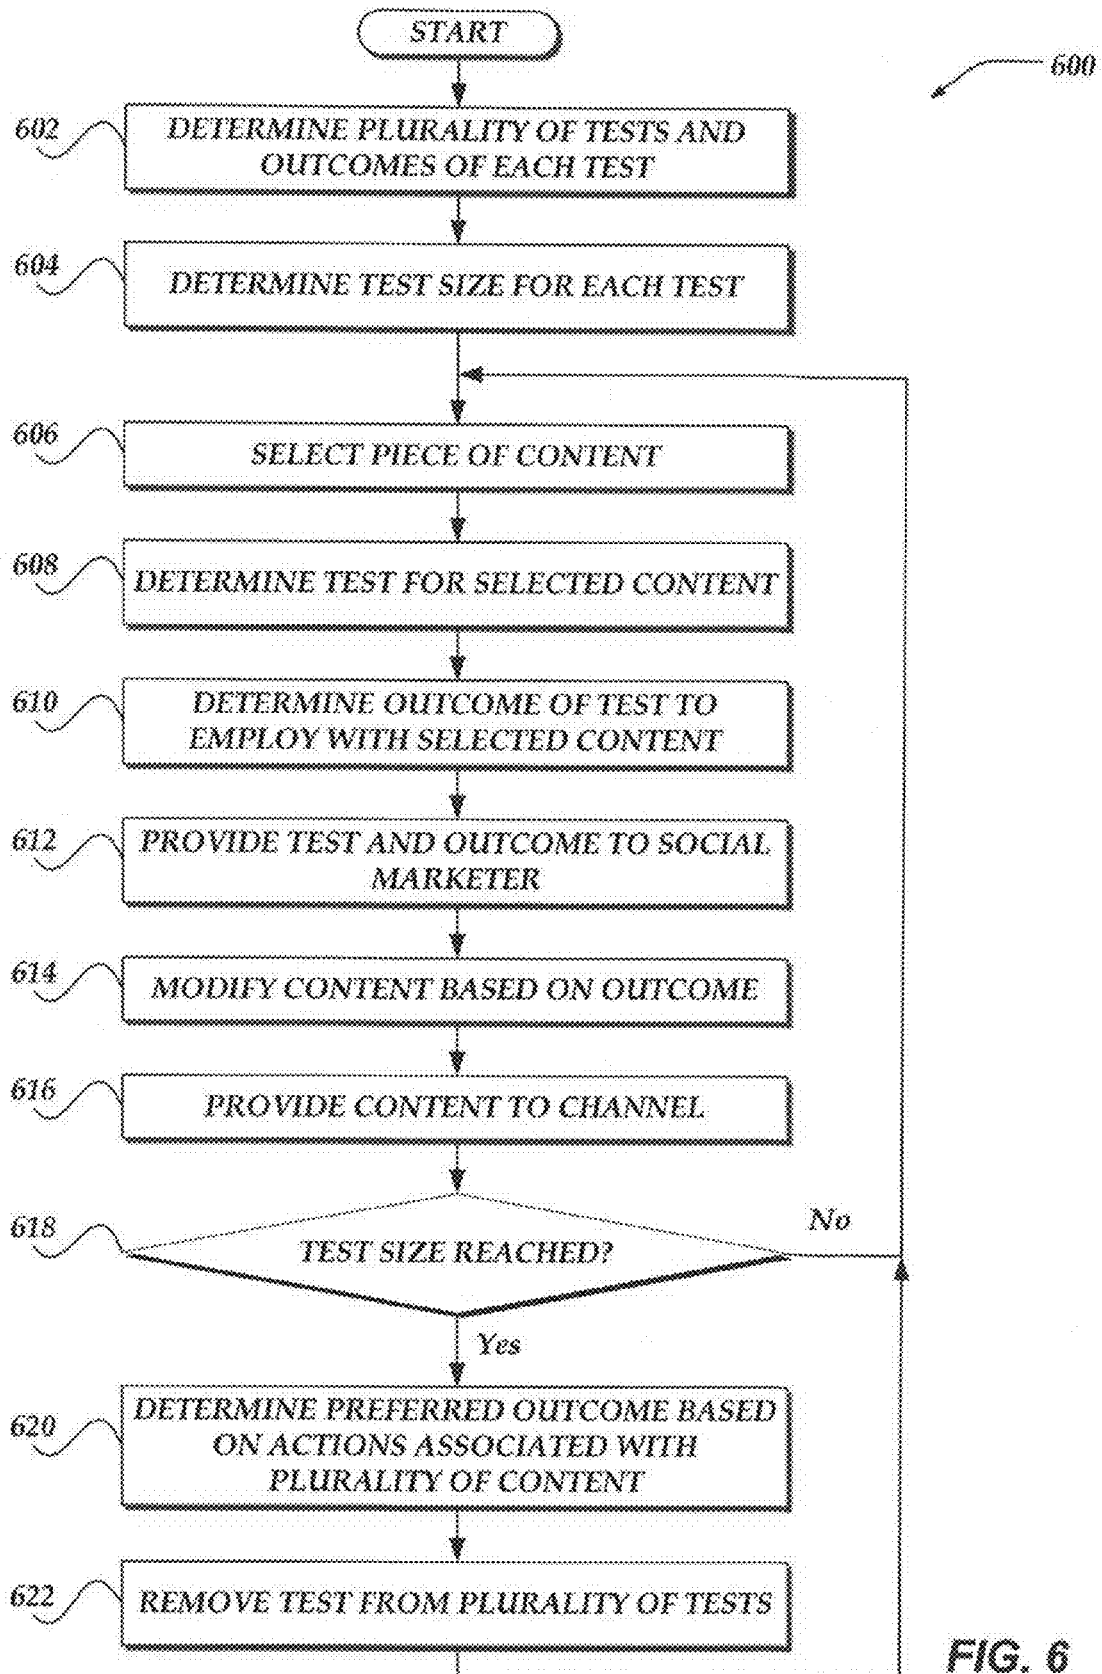 START
600
602
DETERMINE PLURALITY OF TESTS AND
OUTCOMES OF EACH TEST
604
DETERMINE TEST SIZE FOR EACH TEST
606
SELECT PIECE OF CONTENT
608
DETERMINE TEST FOR SELECTED CONTENT
610
DETERMINE OUTCOME OF TEST TO
EMPLOY WITH SELECTED CONTENT
612
PROVIDE TEST AND OUTCOME TO SOCIAL
MARKETER
614
MODIFY CONTENT BASED ON OUTCOME
616
PROVIDE CONTENT TO CHANNEL
618
TEST SIZE REACHED?
No
Yes
620
DETERMINE PREFERRED OUTCOME BASED
ON ACTIONS ASSOCIATED WITH
PLURALITY OF CONTENT
622
REMOVE TEST FROM PLURALITY OF TESTS
FIG. 6